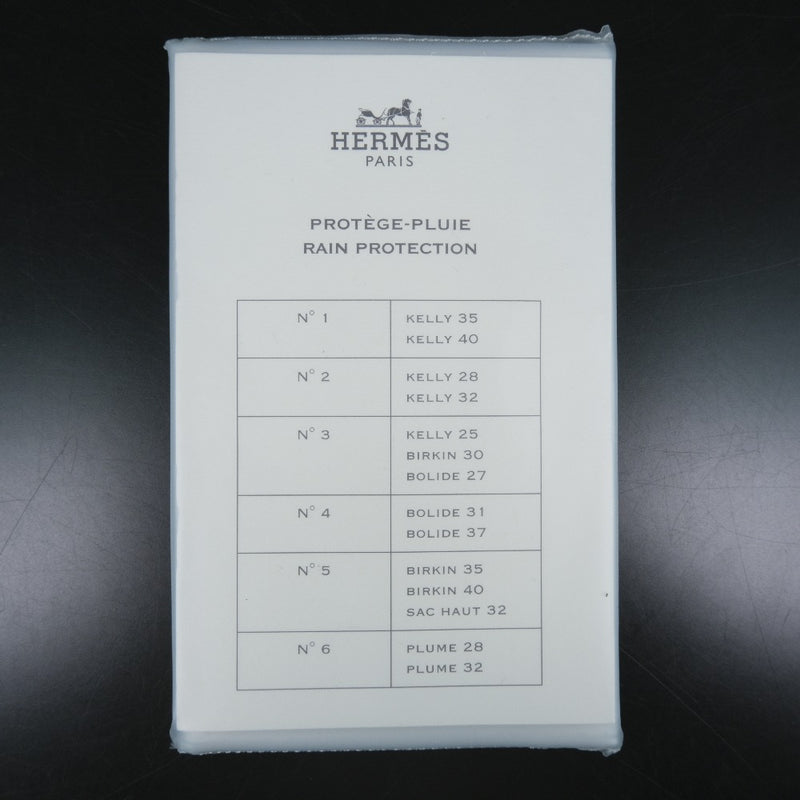 HERMÈS
PARIS
PROTÈGE-PLUIE
RAIN PROTECTION
N° 1 KELLY 35
KELLY 40
N° 2 KELLY 28
KELLY 32
N° 3 KELLY 25
BIRKIN 30
BOLIDE 27
N° 4 BOLIDE 31
BOLIDE 37
N° 5 BIRKIN 35
BIRKIN 40
SAC HAUT 32
N° 6 PLUME 28
PLUME 32